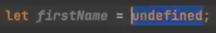 let firstName = undefined;